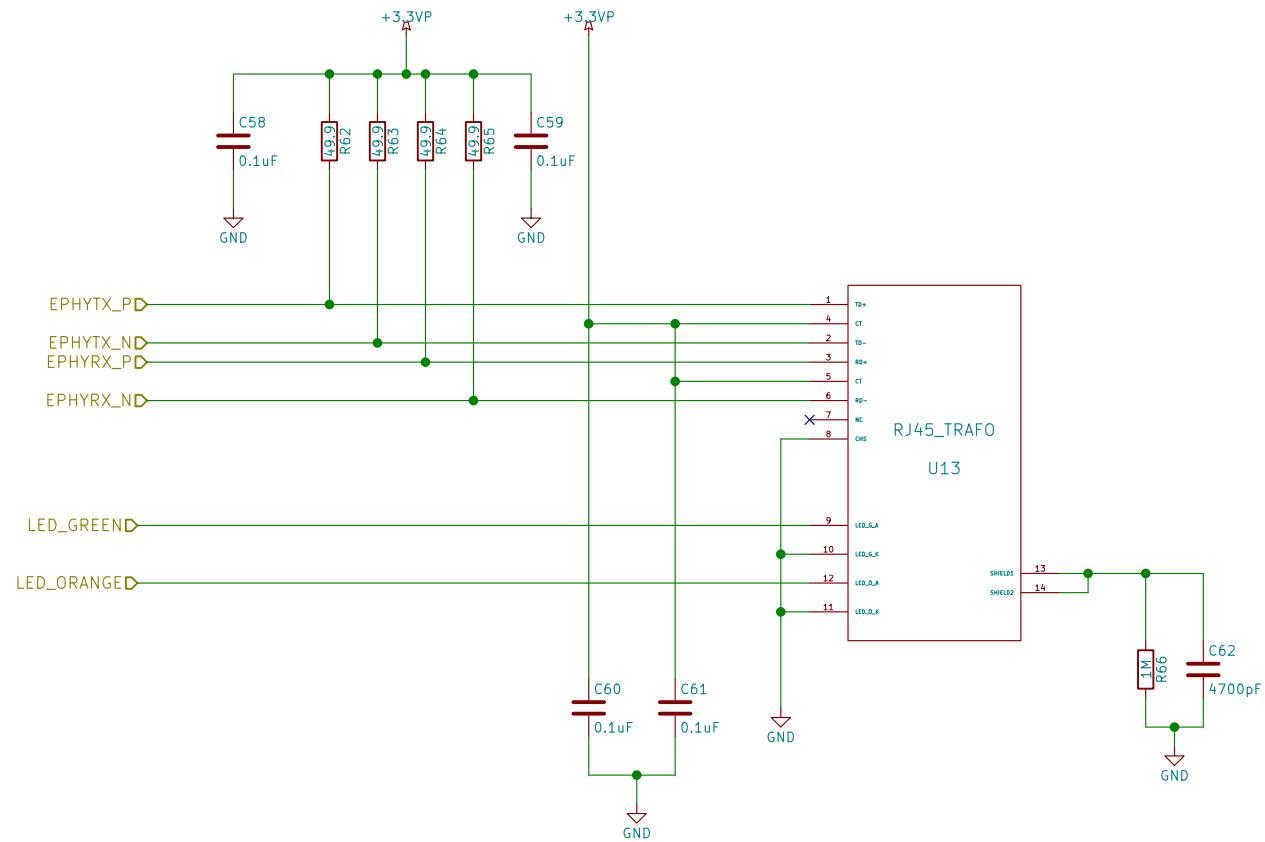 +3.3VP
+3.3VP
C58
0.1uF
49.9
R62
49.9
R63
49.9
R64
49.9
R65
C59
0.1uF
GND
GND
EPHYTX_P
EPHYTX_N
EPHYRX_P
EPHYRX_N
LED_GREEN
LED_ORANGE
1 TD+
4 CT
2 TD-
3 RD+
5 CT
6 RD-
7 NC
8 CHS
9 LED_G_A
10 LED_G_K
12 LED_O_A
11 LED_O_K
RJ45_TRAFO
U13
SHIELD1 13
SHIELD2 14
1M
R66
C62
4700pF
GND
C60
0.1uF
C61
0.1uF
GND
GND